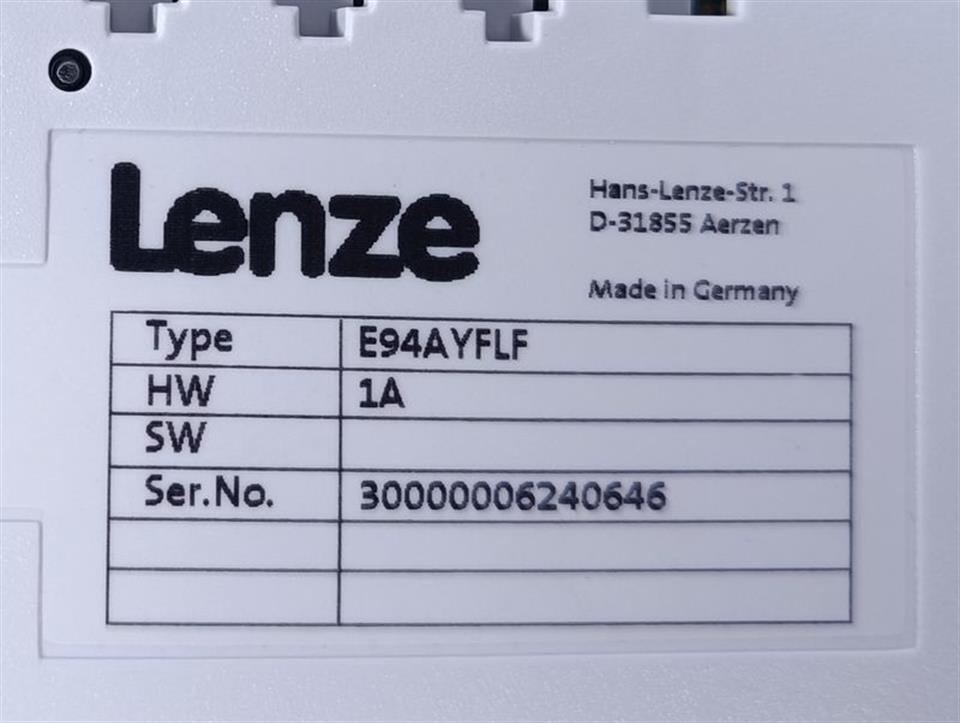 Lenze
Hans-Lenze-Str. 1
D-31855 Aerzen
Made in Germany
Type E94AYFLF
HW 1A
SW
Ser.No. 30000006240646